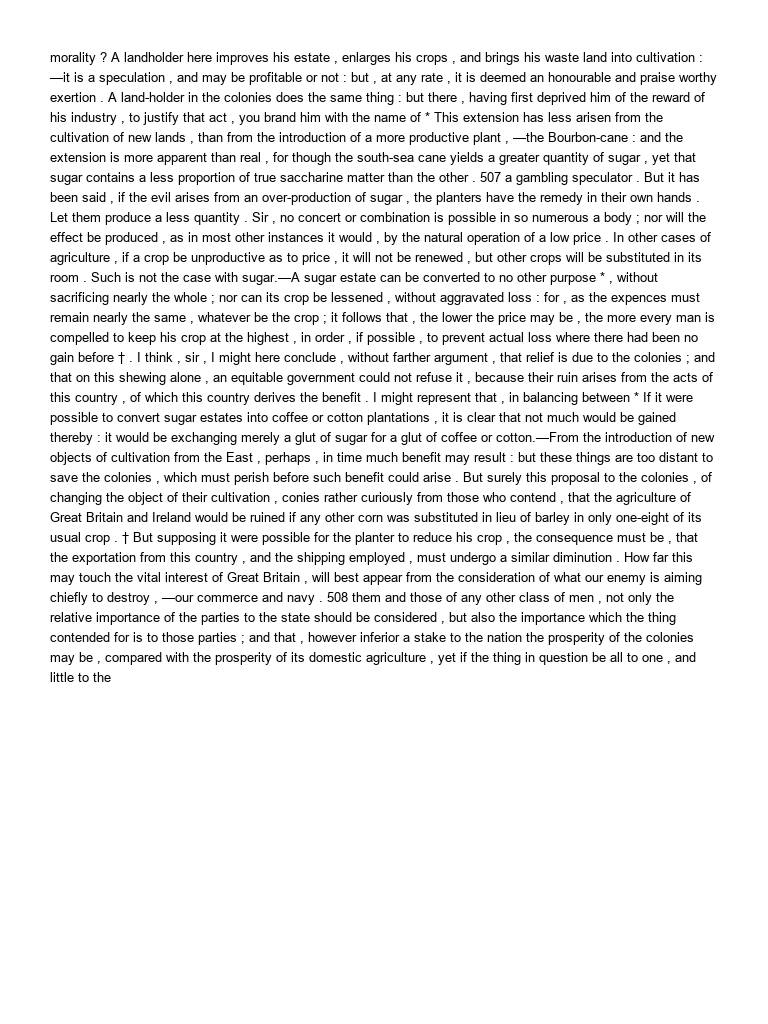 morality ? A landholder here improves his estate , enlarges his crops , and brings his waste land into cultivation :
—it is a speculation , and may be profitable or not : but , at any rate , it is deemed an honourable and praise worthy
exertion . A land-holder in the colonies does the same thing : but there , having first deprived him of the reward of
his industry , to justify that act , you brand him with the name of * This extension has less arisen from the
cultivation of new lands , than from the introduction of a more productive plant , —the Bourbon-cane : and the
extension is more apparent than real , for though the south-sea cane yields a greater quantity of sugar , yet that
sugar contains a less proportion of true saccharine matter than the other . 507 a gambling speculator . But it has
been said , if the evil arises from an over-production of sugar , the planters have the remedy in their own hands .
Let them produce a less quantity . Sir , no concert or combination is possible in so numerous a body ; nor will the
effect be produced , as in most other instances it would , by the natural operation of a low price . In other cases of
agriculture , if a crop be unproductive as to price , it will not be renewed , but other crops will be substituted in its
room . Such is not the case with sugar.—A sugar estate can be converted to no other purpose * , without
sacrificing nearly the whole ; nor can its crop be lessened , without aggravated loss : for , as the expences must
remain nearly the same , whatever be the crop ; it follows that , the lower the price may be , the more every man is
compelled to keep his crop at the highest , in order , if possible , to prevent actual loss where there had been no
gain before † . I think , sir , I might here conclude , without farther argument , that relief is due to the colonies ; and
that on this shewing alone , an equitable government could not refuse it , because their ruin arises from the acts of
this country , of which this country derives the benefit . I might represent that , in balancing between * If it were
possible to convert sugar estates into coffee or cotton plantations , it is clear that not much would be gained
thereby : it would be exchanging merely a glut of sugar for a glut of coffee or cotton.—From the introduction of new
objects of cultivation from the East , perhaps , in time much benefit may result : but these things are too distant to
save the colonies , which must perish before such benefit could arise . But surely this proposal to the colonies , of
changing the object of their cultivation , conies rather curiously from those who contend , that the agriculture of
Great Britain and Ireland would be ruined if any other corn was substituted in lieu of barley in only one-eight of its
usual crop . † But supposing it were possible for the planter to reduce his crop , the consequence must be , that
the exportation from this country , and the shipping employed , must undergo a similar diminution . How far this
may touch the vital interest of Great Britain , will best appear from the consideration of what our enemy is aiming
chiefly to destroy , —our commerce and navy . 508 them and those of any other class of men , not only the
relative importance of the parties to the state should be considered , but also the importance which the thing
contended for is to those parties ; and that , however inferior a stake to the nation the prosperity of the colonies
may be , compared with the prosperity of its domestic agriculture , yet if the thing in question be all to one , and
little to the